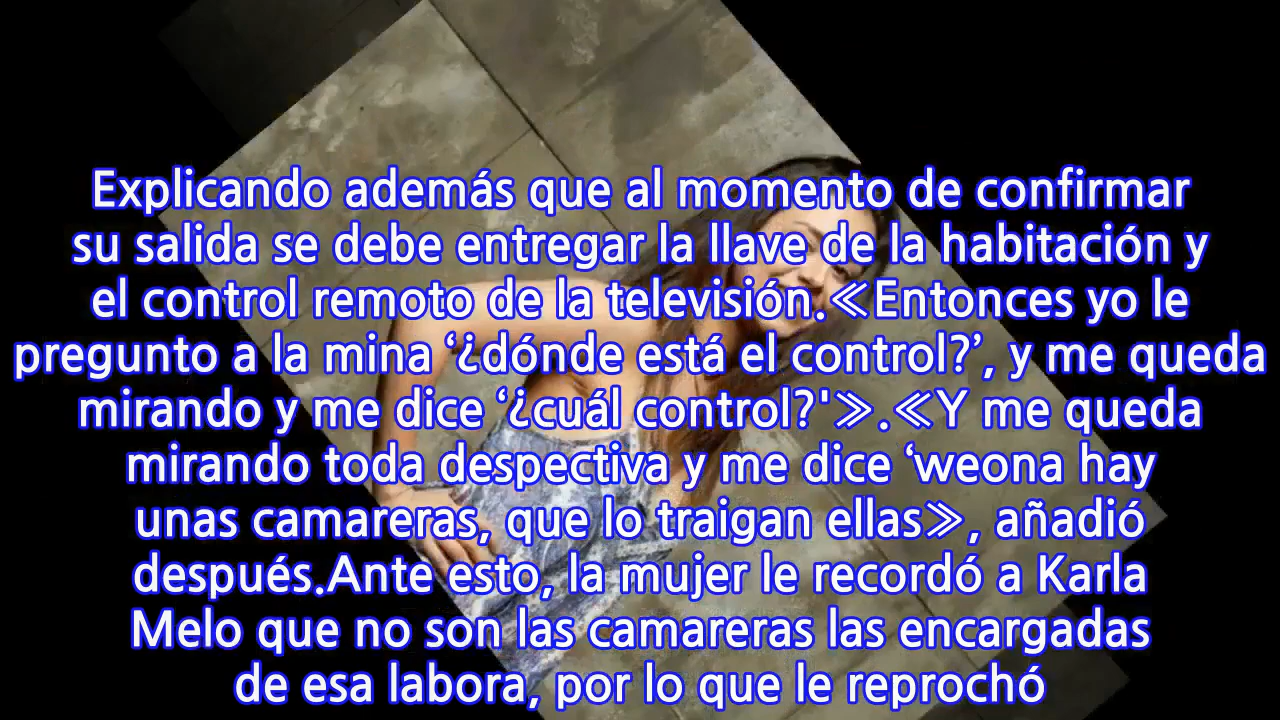 Explicando además que al momento de confirmar
su salida se debe entregar la llave de la habitación y
el control remoto de la televisión.≪Entonces yo le
pregunto a la mina ‘¿dónde está el control?’, y me queda
mirando y me dice ‘¿cuál control?'≫.≪Y me queda
mirando toda despectiva y me dice ‘weona hay
unas camareras, que lo traigan ellas≫, añadió
después.Ante esto, la mujer le recordó a Karla
Melo que no son las camareras las encargadas
de esa labora, por lo que le reprochó